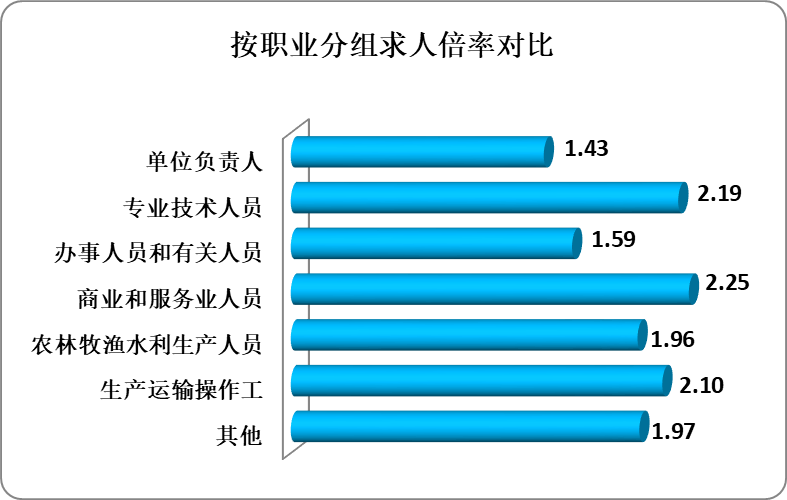 按职业分组求人倍率对比
单位负责人 1.43
专业技术人员 2.19
办事人员和有关人员 1.59
商业和服务业人员 2.25
农林牧渔水利生产人员 1.96
生产运输操作工 2.10
其他 1.97